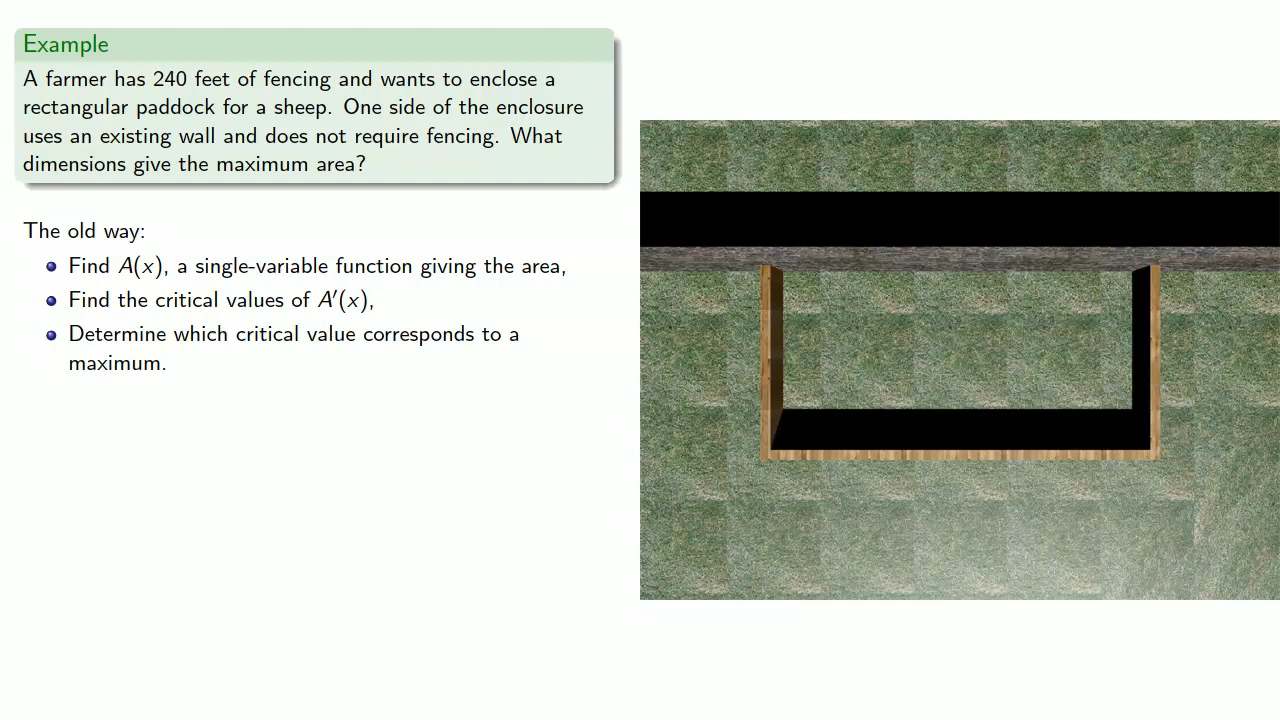 Example
A farmer has 240 feet of fencing and wants to enclose a
rectangular paddock for a sheep. One side of the enclosure
uses an existing wall and does not require fencing. What
dimensions give the maximum area?
The old way:
Find A(x), a single-variable function giving the area,
Find the critical values of A′(x),
Determine which critical value corresponds to a
maximum.